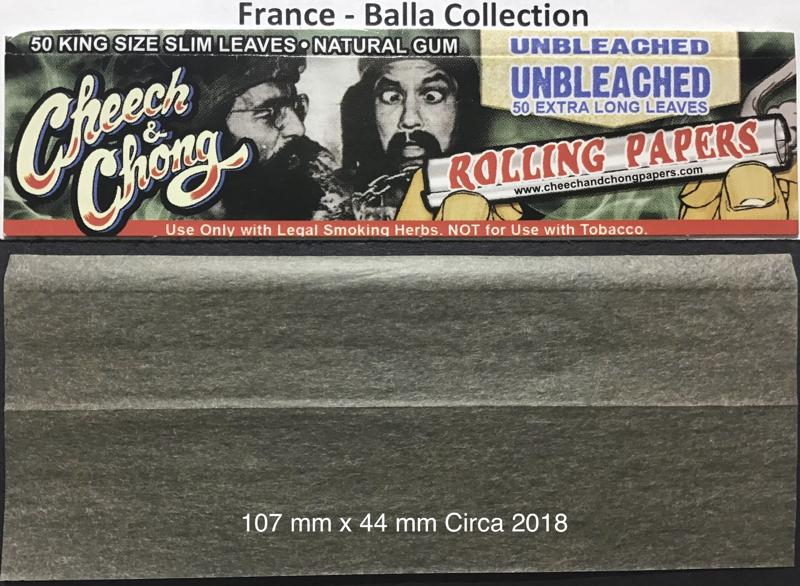 France - Balla Collection
50 KING SIZE SLIM LEAVES • NATURAL GUM
UNBLEACHED
UNBLEACHED
50 EXTRA LONG LEAVES
Cheech
&
Chong
ROLLING PAPERS
www.cheechandchongpapers.com
Use Only with Legal Smoking Herbs. NOT for Use with Tobacco.
107 mm x 44 mm Circa 2018